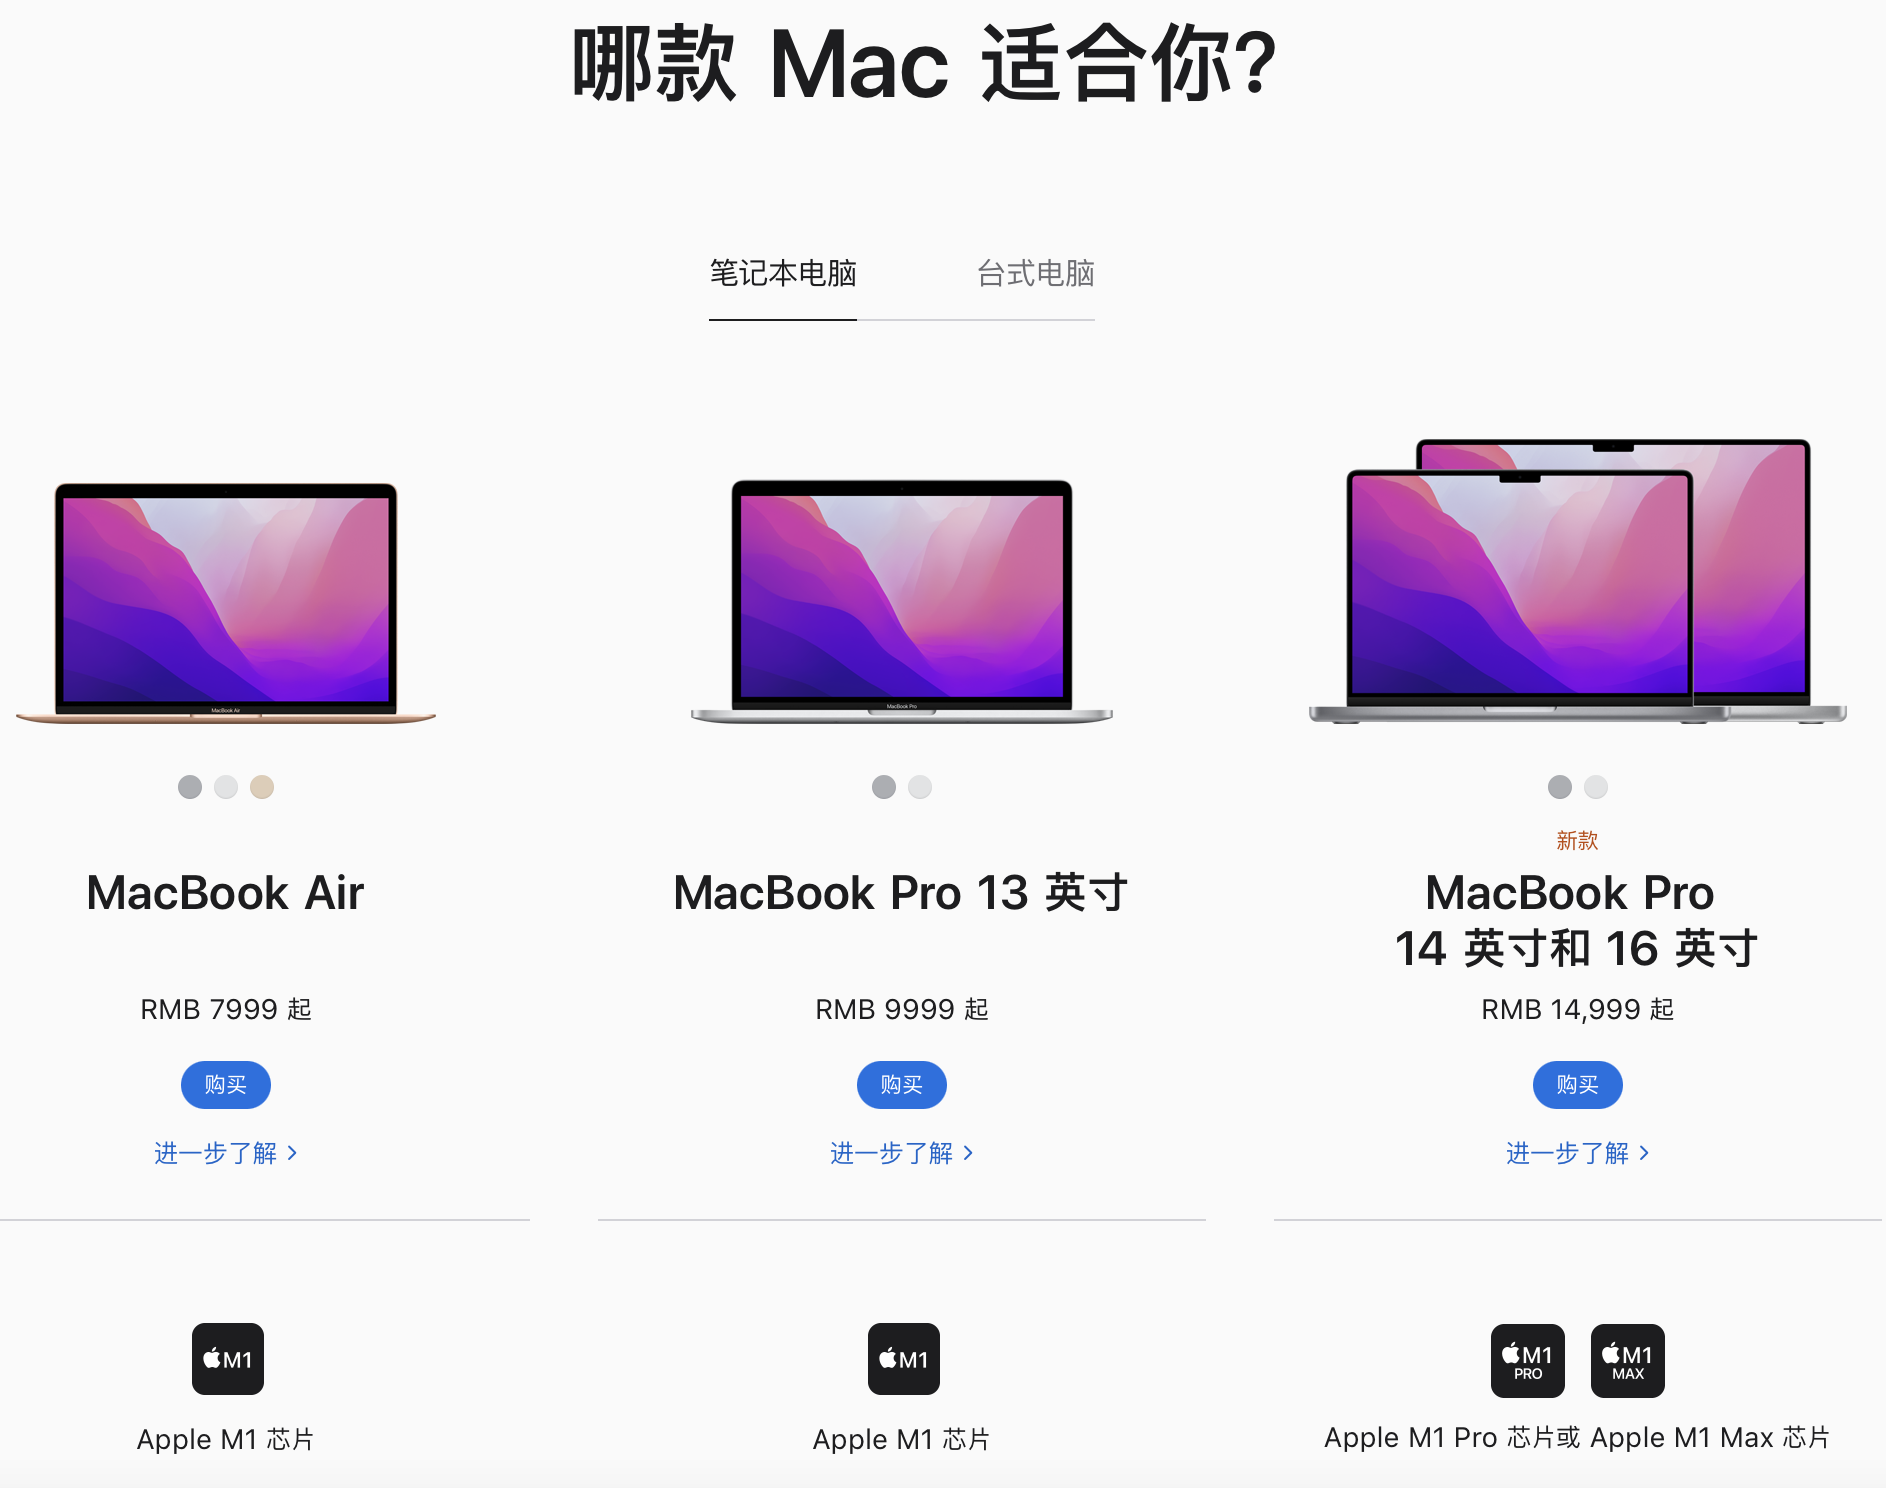 哪款 Mac 适合你?
笔记本电脑
台式电脑
MacBook Air
MacBook Pro
新款
MacBook Air
MacBook Pro 13 英寸
MacBook Pro
14 英寸和 16 英寸
RMB 7999 起
RMB 9999 起
RMB 14,999 起
购买
购买
购买
进一步了解 >
进一步了解 >
进一步了解 >
M1
M1
M1
PRO
M1
MAX
Apple M1 芯片
Apple M1 芯片
Apple M1 Pro 芯片或 Apple M1 Max 芯片